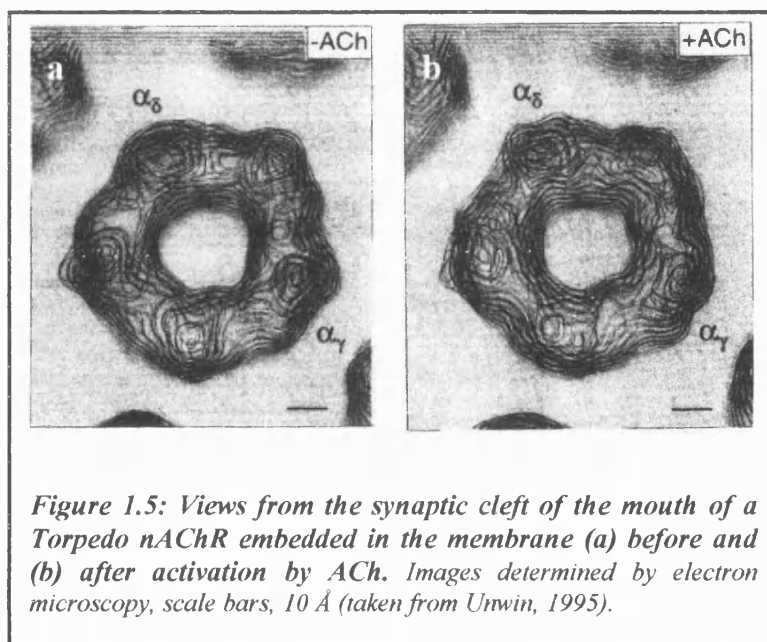 a
-ACh
αδ
αγ
b
+ACh
αδ
αγ
Figure 1.5: Views from the synaptic cleft of the mouth of a
Torpedo nAChR embedded in the membrane (a) before and
(b) after activation by ACh. Images determined by electron
microscopy, scale bars, 10 Å (taken from Unwin, 1995).